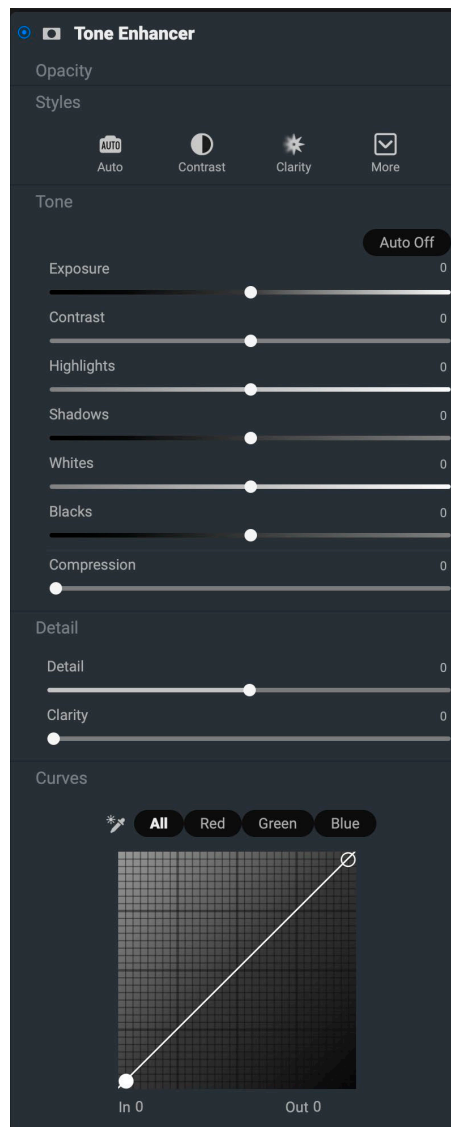 Tone Enhancer
Opacity
Styles
AUTO
Auto Contrast Clarity More
Tone
Auto Off
Exposure 0
Contrast 0
Highlights 0
Shadows 0
Whites 0
Blacks 0
Compression 0
Detail
Detail 0
Clarity 0
Curves
All Red Green Blue
In 0 Out 0